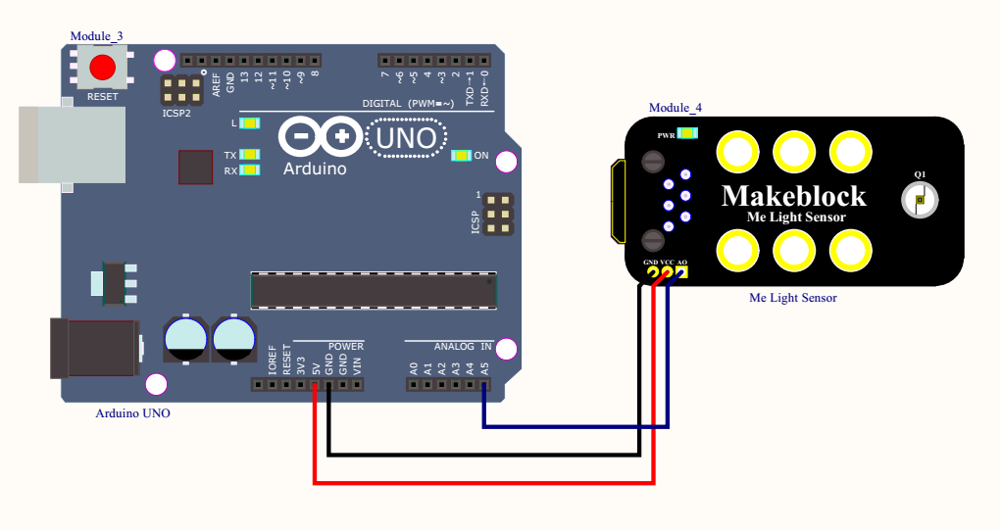 Module_3
RESET
ICSP2
AREF
GND
13
12
~11
~10
~9
8
7
~6
~5
4
~3
2
TXD→1
RXD←0
DIGITAL (PWM=~)
L
TX
RX
UNO
Arduino
ON
1
ICSP
POWER
ANALOG IN
IOREF
RESET
3V3
5V
GND
GND
VIN
A0
A1
A2
A3
A4
A5
Arduino UNO
Module_4
PWR
Makeblock
Me Light Sensor
Q1
GND VCC AO
Me Light Sensor